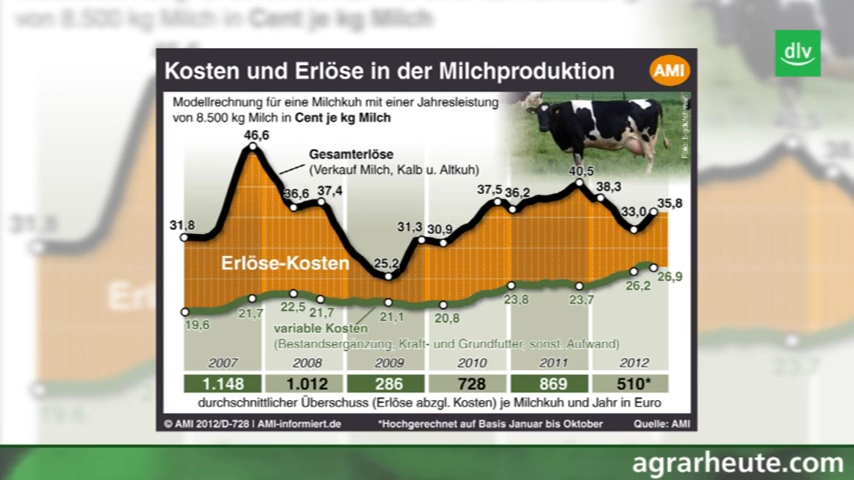 von 8.500 kg Milch in Cent je kg Milch
dlv
Kosten und Erlöse in der Milchproduktion
AMI
Modellrechnung für eine Milchkuh mit einer Jahresleistung
von 8.500 kg Milch in Cent je kg Milch
46,6
Gesamterlöse
(Verkauf Milch, Kalb u. Altkuh)
40,5
36,6
37,4
37,5
36,2
38,3
31,8
31,8
31,3
30,9
33,0
35,8
25,2
Erlöse-Kosten
19.6
21,7
22,5
21,7
21,1
20,8
23.8
23,7
26,2
26,9
variable Kosten
(Bestandsergänzung, Kraft- und Grundfutter, sonst. Aufwand)
19.6
23.7
2007 2008 2009 2010 2011 2012
1.148 1.012 286 728 869 510*
durchschnittlicher Überschuss (Erlöse abzgl. Kosten) je Milchkuh und Jahr in Euro
© AMI 2012/D-728 | AMI-informiert.de *Hochgerechnet auf Basis Januar bis Oktober Quelle: AMI
agrarheute.com